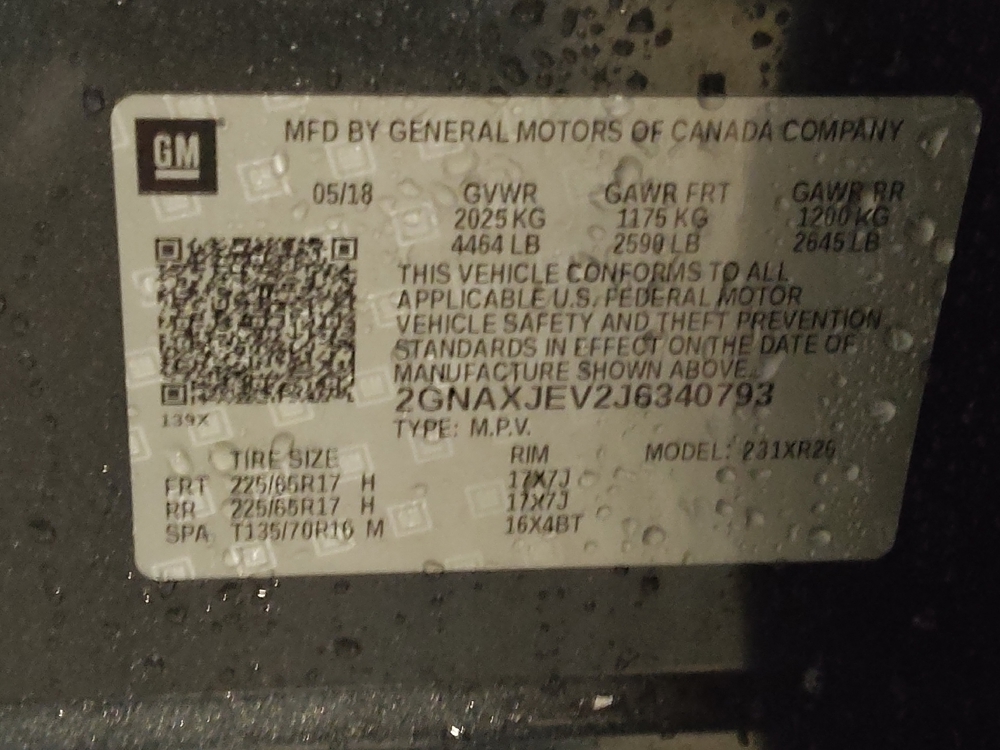 GM
MFD BY GENERAL MOTORS OF CANADA COMPANY
05/18 GVWR GAWR FRT GAWR RR
2025 KG 1175 KG 1200 KG
4464 LB 2590 LB 2645 LB
THIS VEHICLE CONFORMS TO ALL
APPLICABLE U.S. FEDERAL MOTOR
VEHICLE SAFETY AND THEFT PREVENTION
STANDARDS IN EFFECT ON THE DATE OF
MANUFACTURE SHOWN ABOVE.
2GNAXJEV2J6340793
139X
TYPE: M.P.V.
TIRE SIZE RIM MODEL: 231XR26
FRT 225/65R17 H 17X7J
RR 225/65R17 H 17X7J
SPA T135/70R16 M 16X4BT